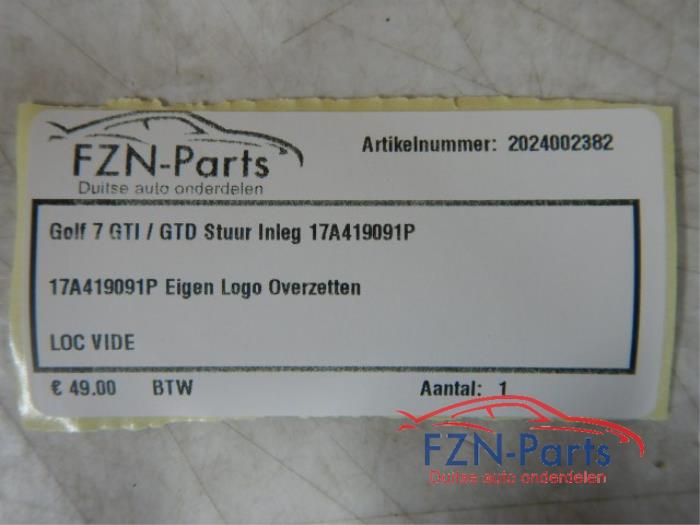 FZN-Parts
Duitse auto onderdelen
Artikelnummer: 2024002382
Golf 7 GTI / GTD Stuur Inleg 17A419091P
17A419091P Eigen Logo Overzetten
LOC VIDE
€ 49.00 BTW Aantal: 1
FZN-Parts
Duitse auto onderdelen